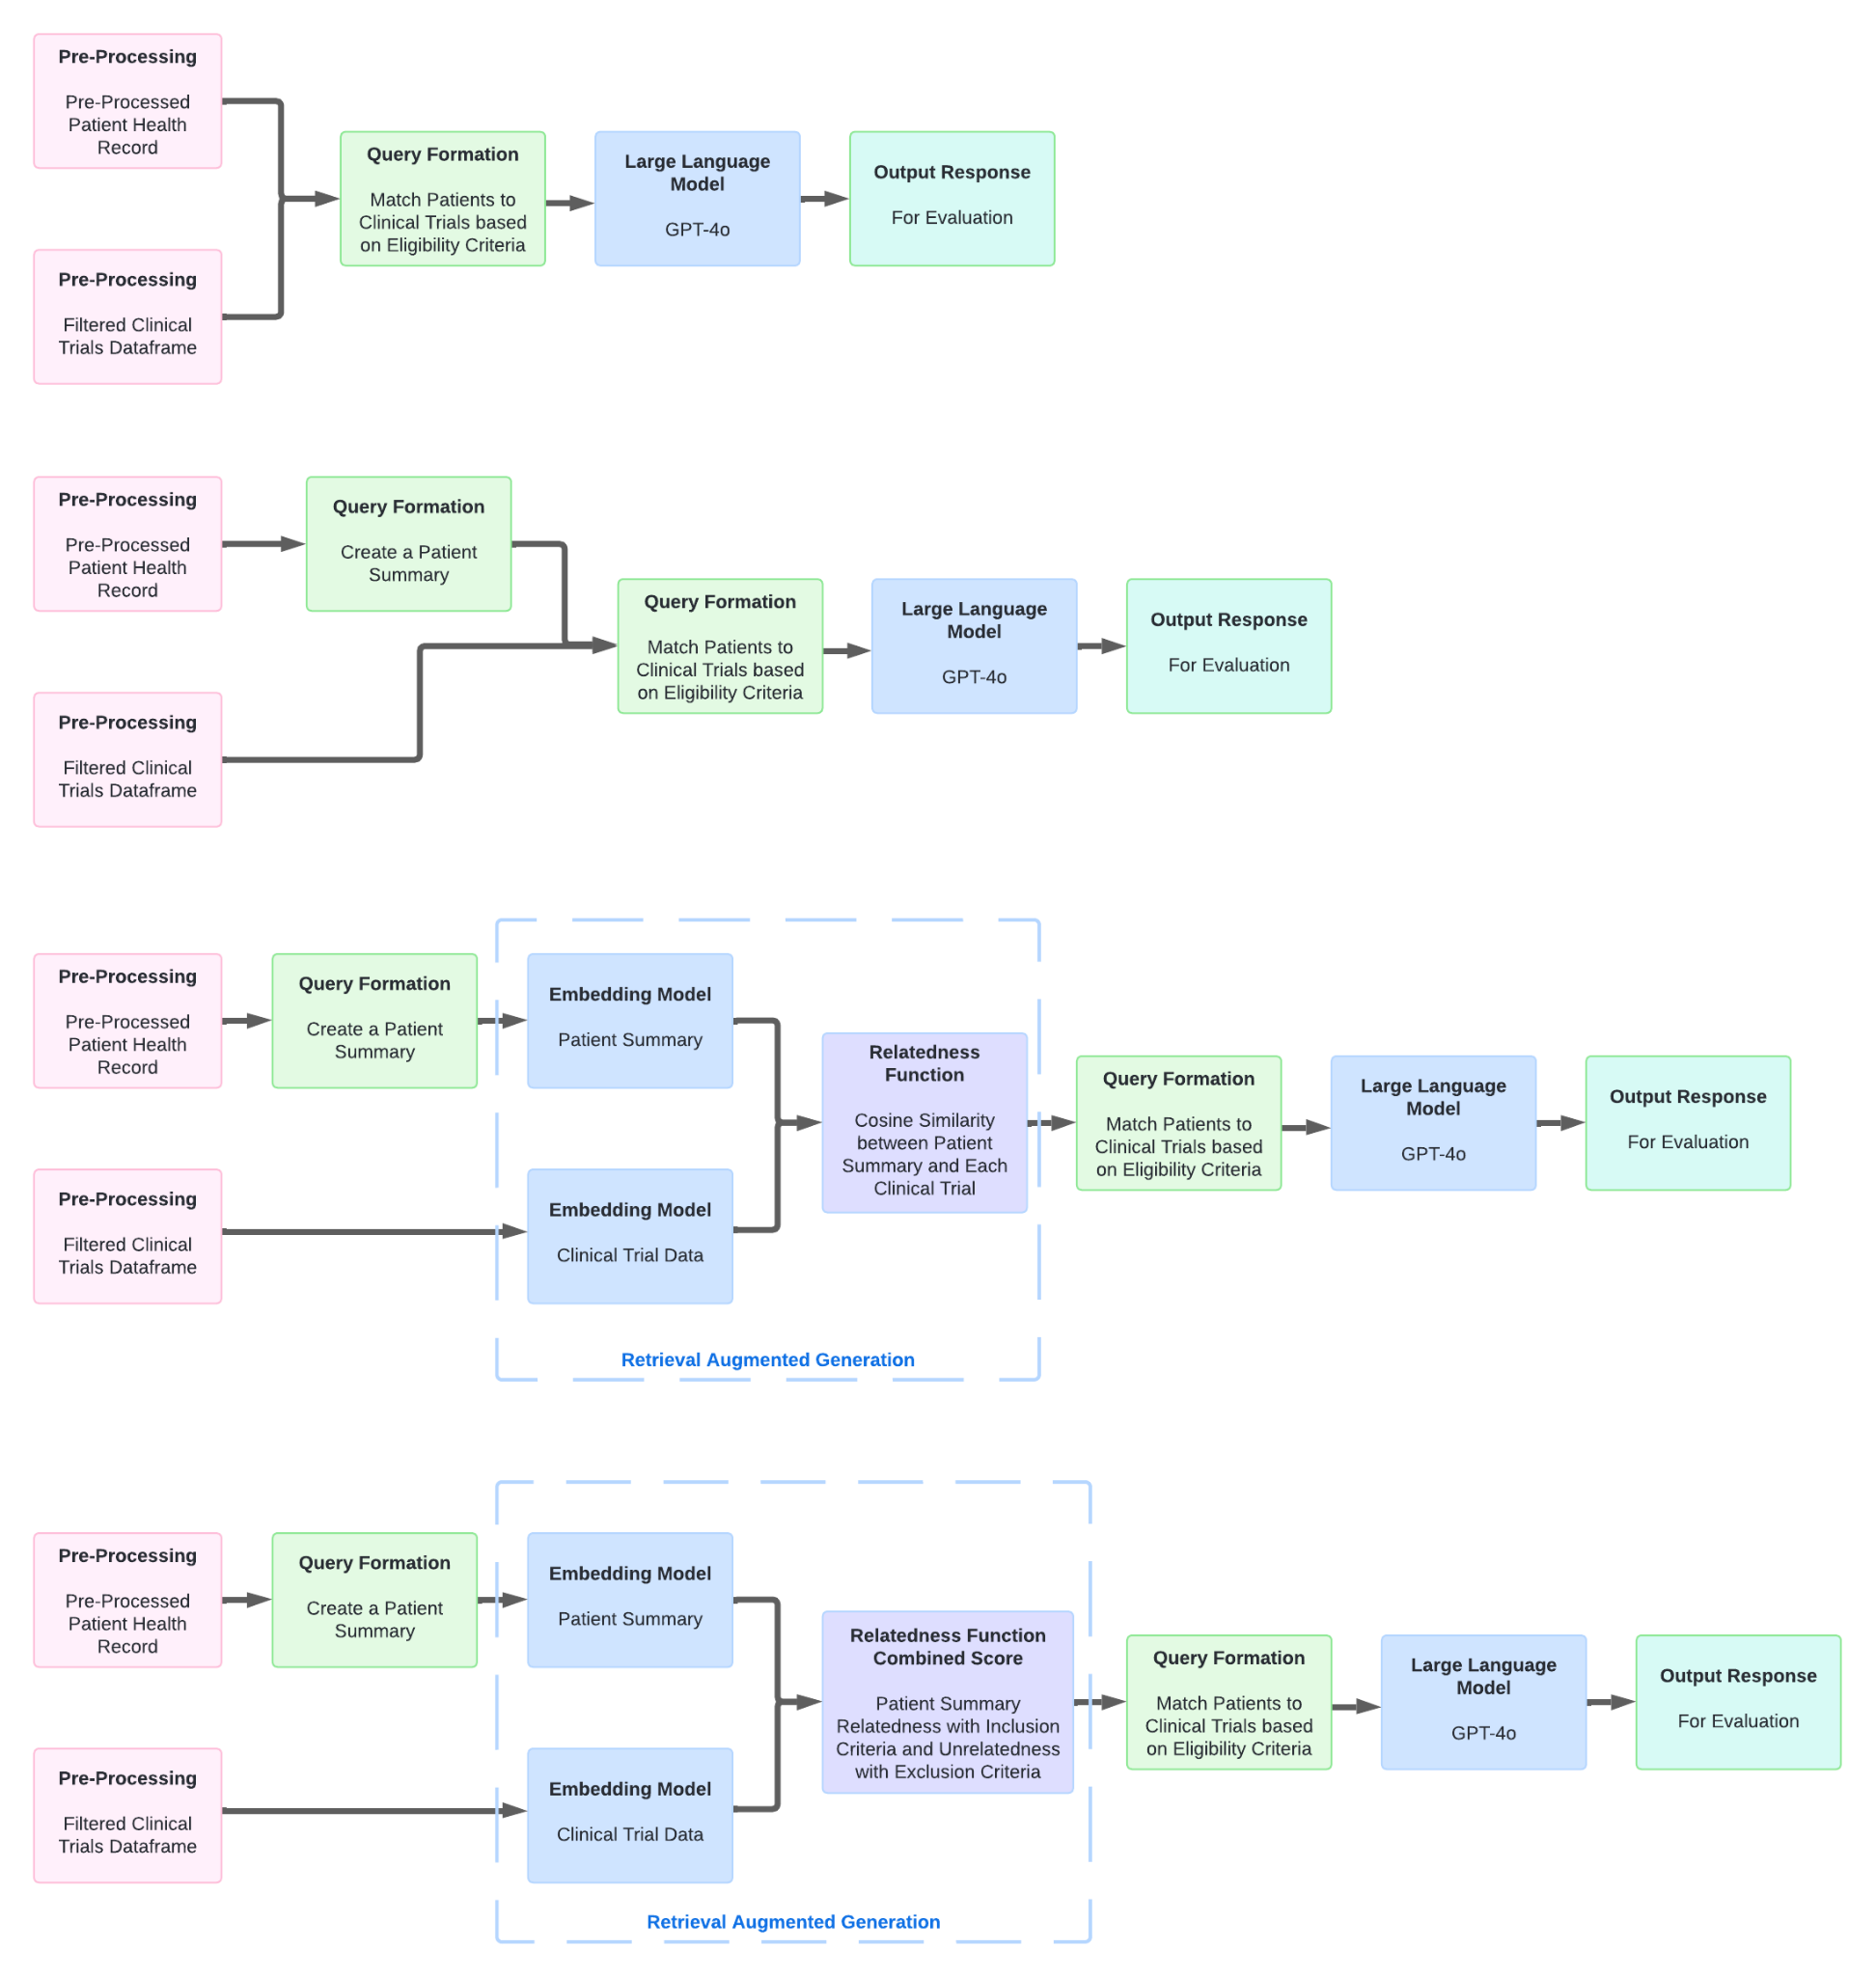 Pre-Processing
Pre-Processed
Patient Health
Record
Pre-Processing
Filtered Clinical
Trials Dataframe
Query Formation
Match Patients to
Clinical Trials based
on Eligibility Criteria
Large Language
Model
GPT-4o
Output Response
For Evaluation
Pre-Processing
Pre-Processed
Patient Health
Record
Query Formation
Create a Patient
Summary
Pre-Processing
Filtered Clinical
Trials Dataframe
Query Formation
Match Patients to
Clinical Trials based
on Eligibility Criteria
Large Language
Model
GPT-4o
Output Response
For Evaluation
Pre-Processing
Pre-Processed
Patient Health
Record
Query Formation
Create a Patient
Summary
Embedding Model
Patient Summary
Pre-Processing
Filtered Clinical
Trials Dataframe
Embedding Model
Clinical Trial Data
Relatedness
Function
Cosine Similarity
between Patient
Summary and Each
Clinical Trial
Retrieval Augmented Generation
Query Formation
Match Patients to
Clinical Trials based
on Eligibility Criteria
Large Language
Model
GPT-4o
Output Response
For Evaluation
Pre-Processing
Pre-Processed
Patient Health
Record
Query Formation
Create a Patient
Summary
Embedding Model
Patient Summary
Pre-Processing
Filtered Clinical
Trials Dataframe
Embedding Model
Clinical Trial Data
Relatedness Function
Combined Score
Patient Summary
Relatedness with Inclusion
Criteria and Unrelatedness
with Exclusion Criteria
Retrieval Augmented Generation
Query Formation
Match Patients to
Clinical Trials based
on Eligibility Criteria
Large Language
Model
GPT-4o
Output Response
For Evaluation